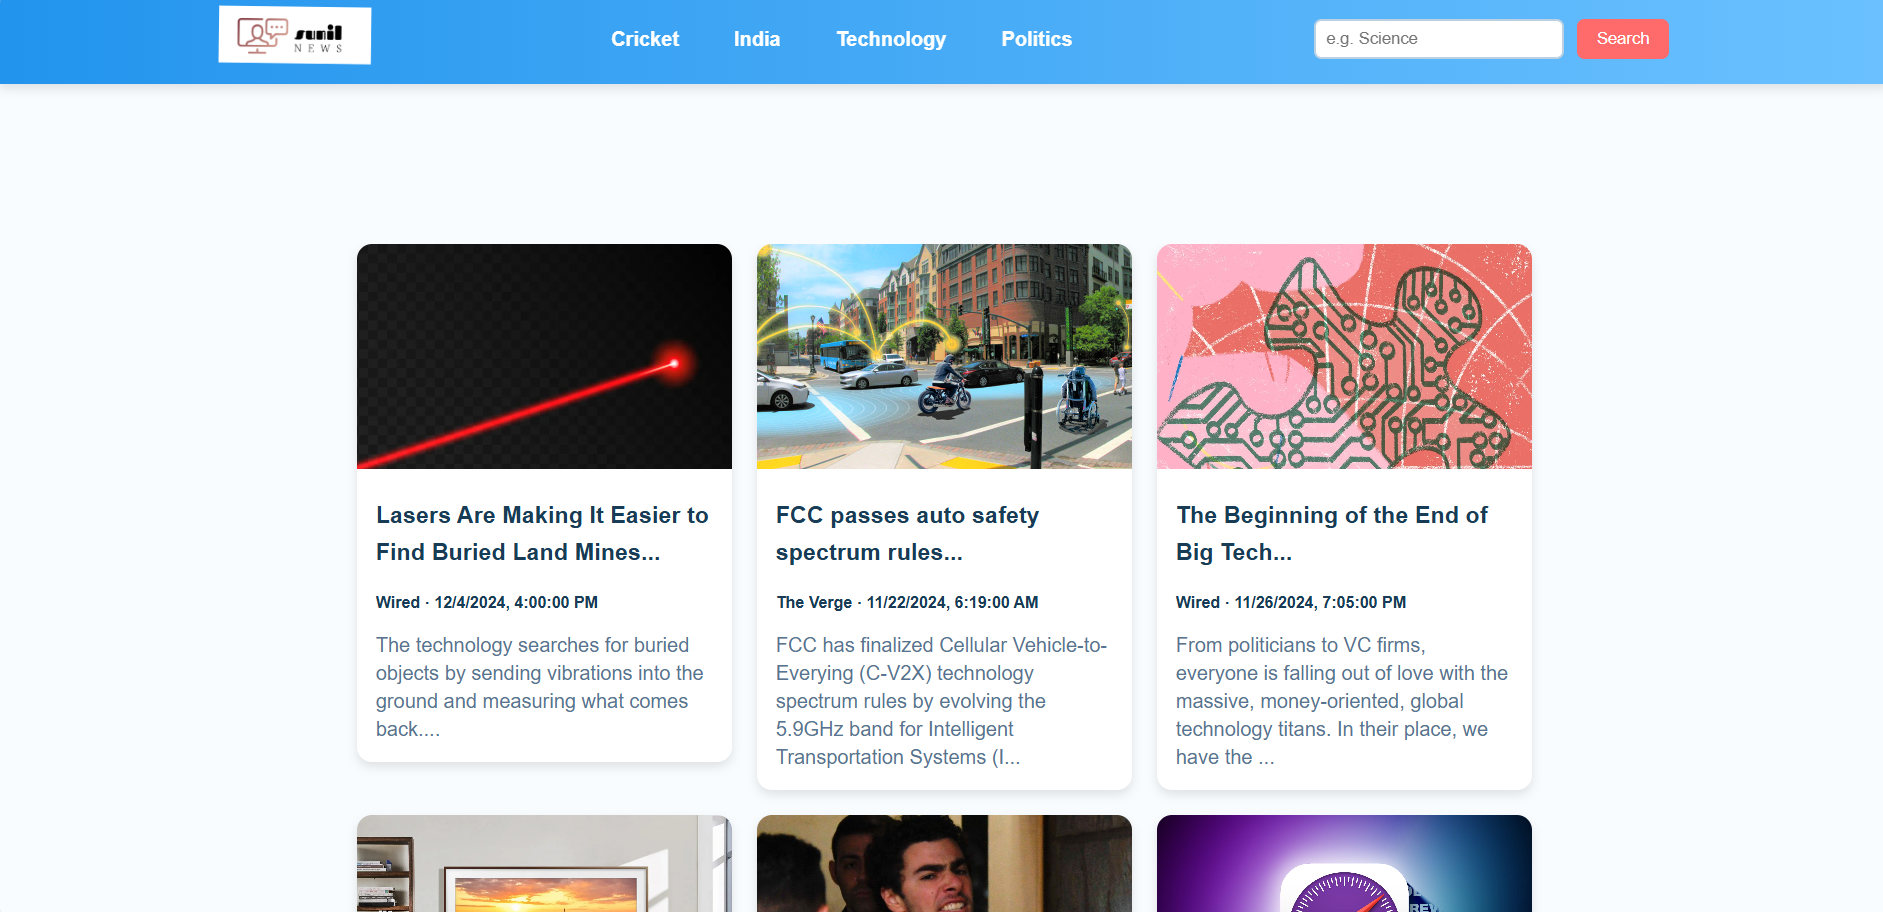 sunil
NEWS
Cricket
India
Technology
Politics
e.g. Science
Search
Lasers Are Making It Easier to
Find Buried Land Mines...
Wired · 12/4/2024, 4:00:00 PM
The technology searches for buried
objects by sending vibrations into the
ground and measuring what comes
back....
FCC passes auto safety
spectrum rules...
The Verge · 11/22/2024, 6:19:00 AM
FCC has finalized Cellular Vehicle-to-
Everying (C-V2X) technology
spectrum rules by evolving the
5.9GHz band for Intelligent
Transportation Systems (I...
The Beginning of the End of
Big Tech...
Wired · 11/26/2024, 7:05:00 PM
From politicians to VC firms,
everyone is falling out of love with the
massive, money-oriented, global
technology titans. In their place, we
have the ...